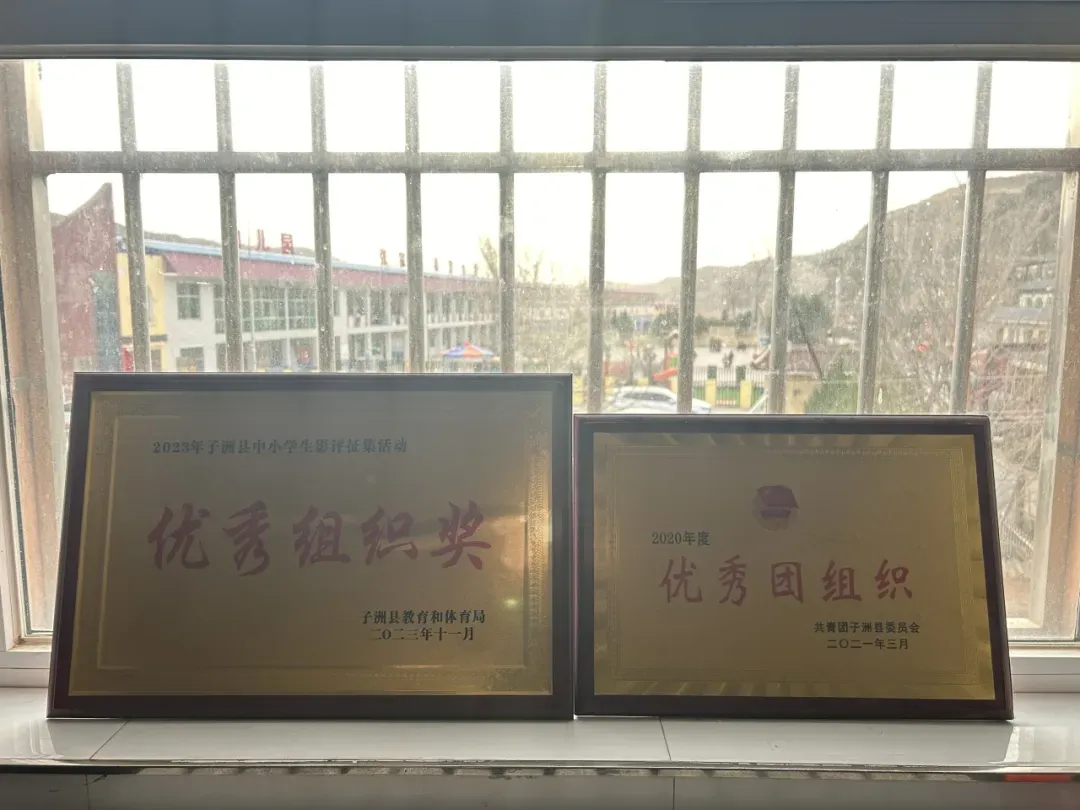 儿园
2023年子洲县中小学生影评征集活动
优秀组织奖
子洲县教育和体育局
二〇二三年十一月
2020年度
优秀团组织
共青团子洲县委员会
二〇二一年三月